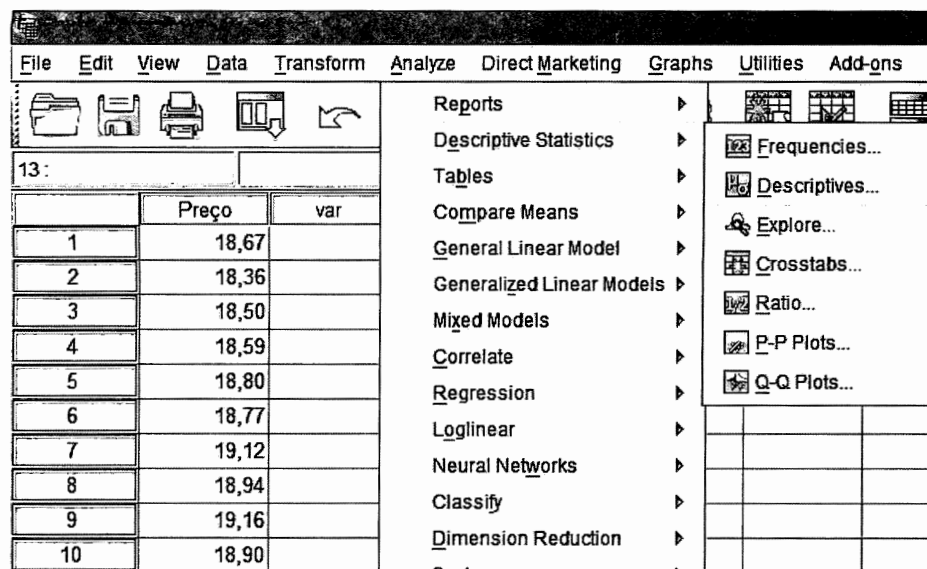 File Edit View Data Transform Analyze Direct Marketing Graphs Utilities Add-ons
Reports
Descriptive Statistics
Tables
Compare Means
General Linear Model
Generalized Linear Models
Mixed Models
Correlate
Regression
Loglinear
Neural Networks
Classify
Dimension Reduction
Frequencies...
Descriptives...
Explore...
Crosstabs...
Ratio...
P-P Plots...
Q-Q Plots...
13 :
Preço var
1 18,67
2 18,36
3 18,50
4 18,59
5 18,80
6 18,77
7 19,12
8 18,94
9 19,16
10 18,90